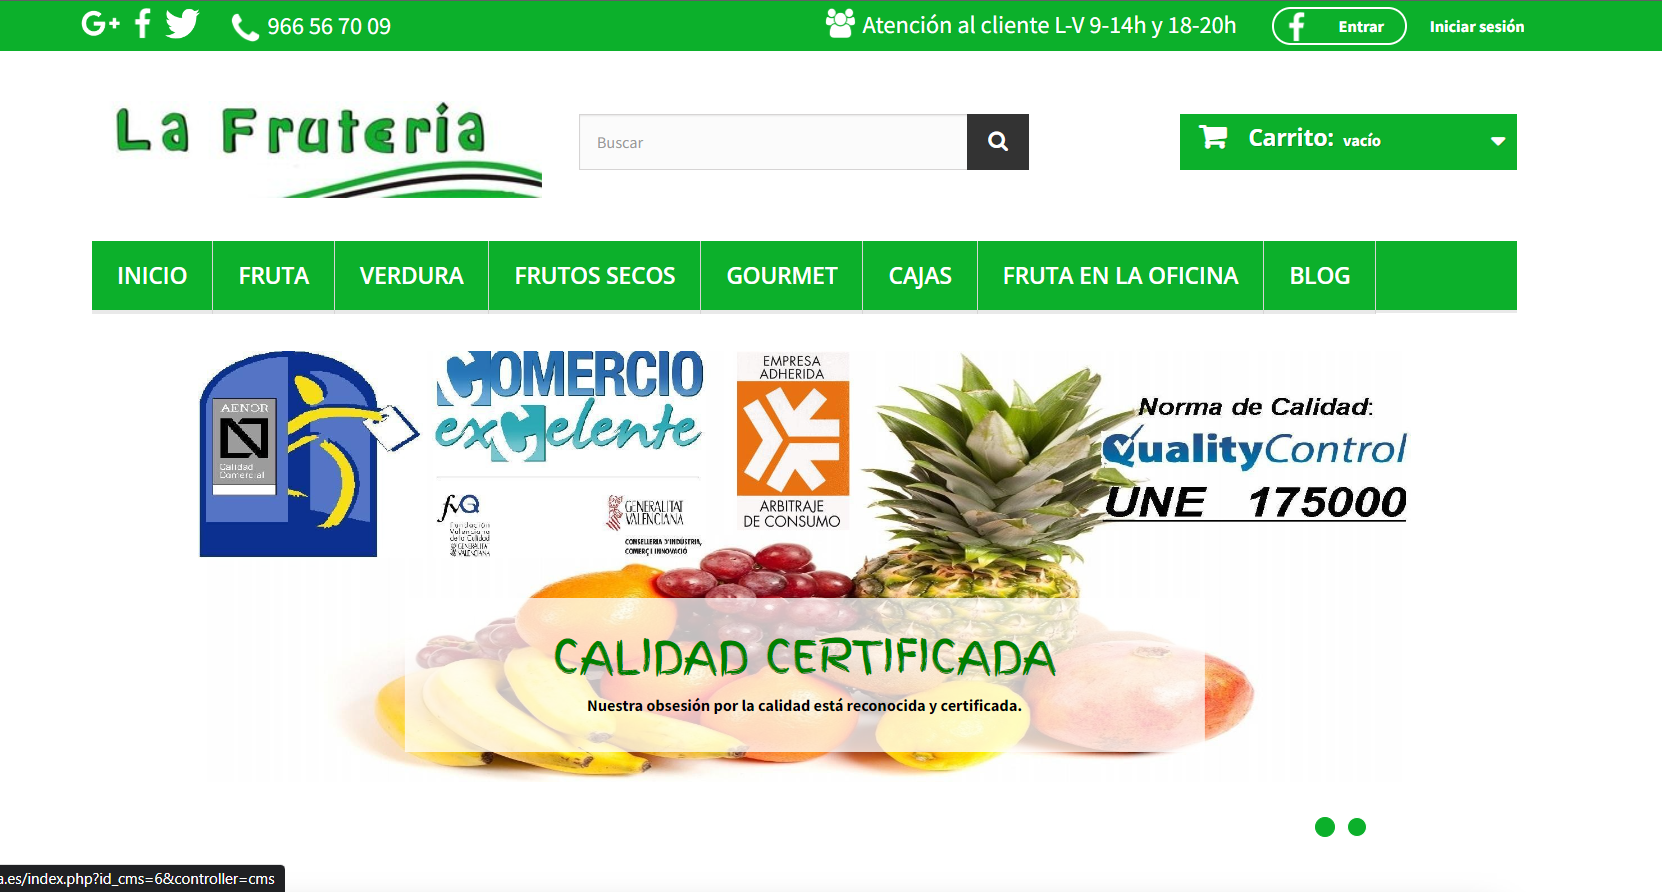 G+ f 966 56 70 09 Atención al cliente L-V 9-14h y 18-20h f Entrar Iniciar sesión
La Frutería
Buscar
Carrito: vacío
INICIO FRUTA VERDURA FRUTOS SECOS GOURMET CAJAS FRUTA EN LA OFICINA BLOG
AENOR
N
Calidad
Comercial
COMERCIO
excelente
fvQ
Fundación
Valenciana
de la Calidad
GENERALITAT
VALENCIANA
GENERALITAT
VALENCIANA
CONSELLERIA D'INDÚSTRIA,
COMERÇ I INNOVACIÓ
EMPRESA
ADHERIDA
ARBITRAJE
DE CONSUMO
Norma de Calidad:
QualityControl
UNE 175000
CALIDAD CERTIFICADA
Nuestra obsesión por la calidad está reconocida y certificada.
a.es/index.php?id_cms=6&controller=cms